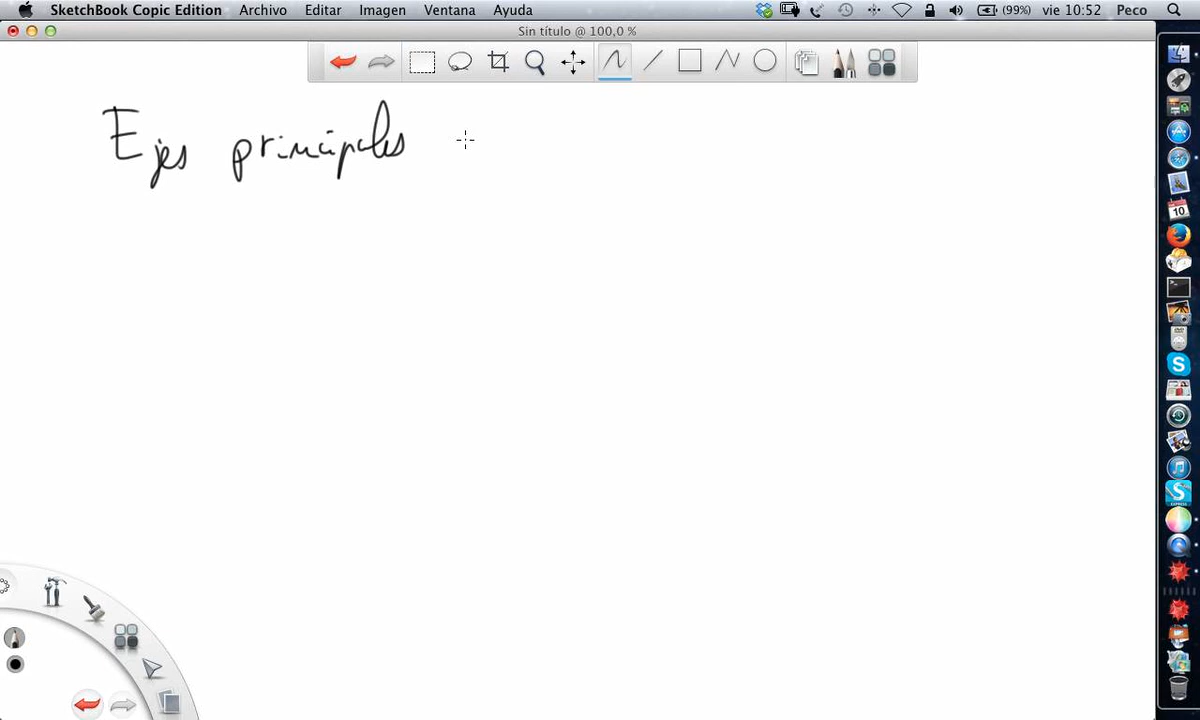 SketchBook Copic Edition Archivo Editar Imagen Ventana Ayuda (99%) vie 10:52 Peco
Sin título @ 100,0 %
Ejes principales